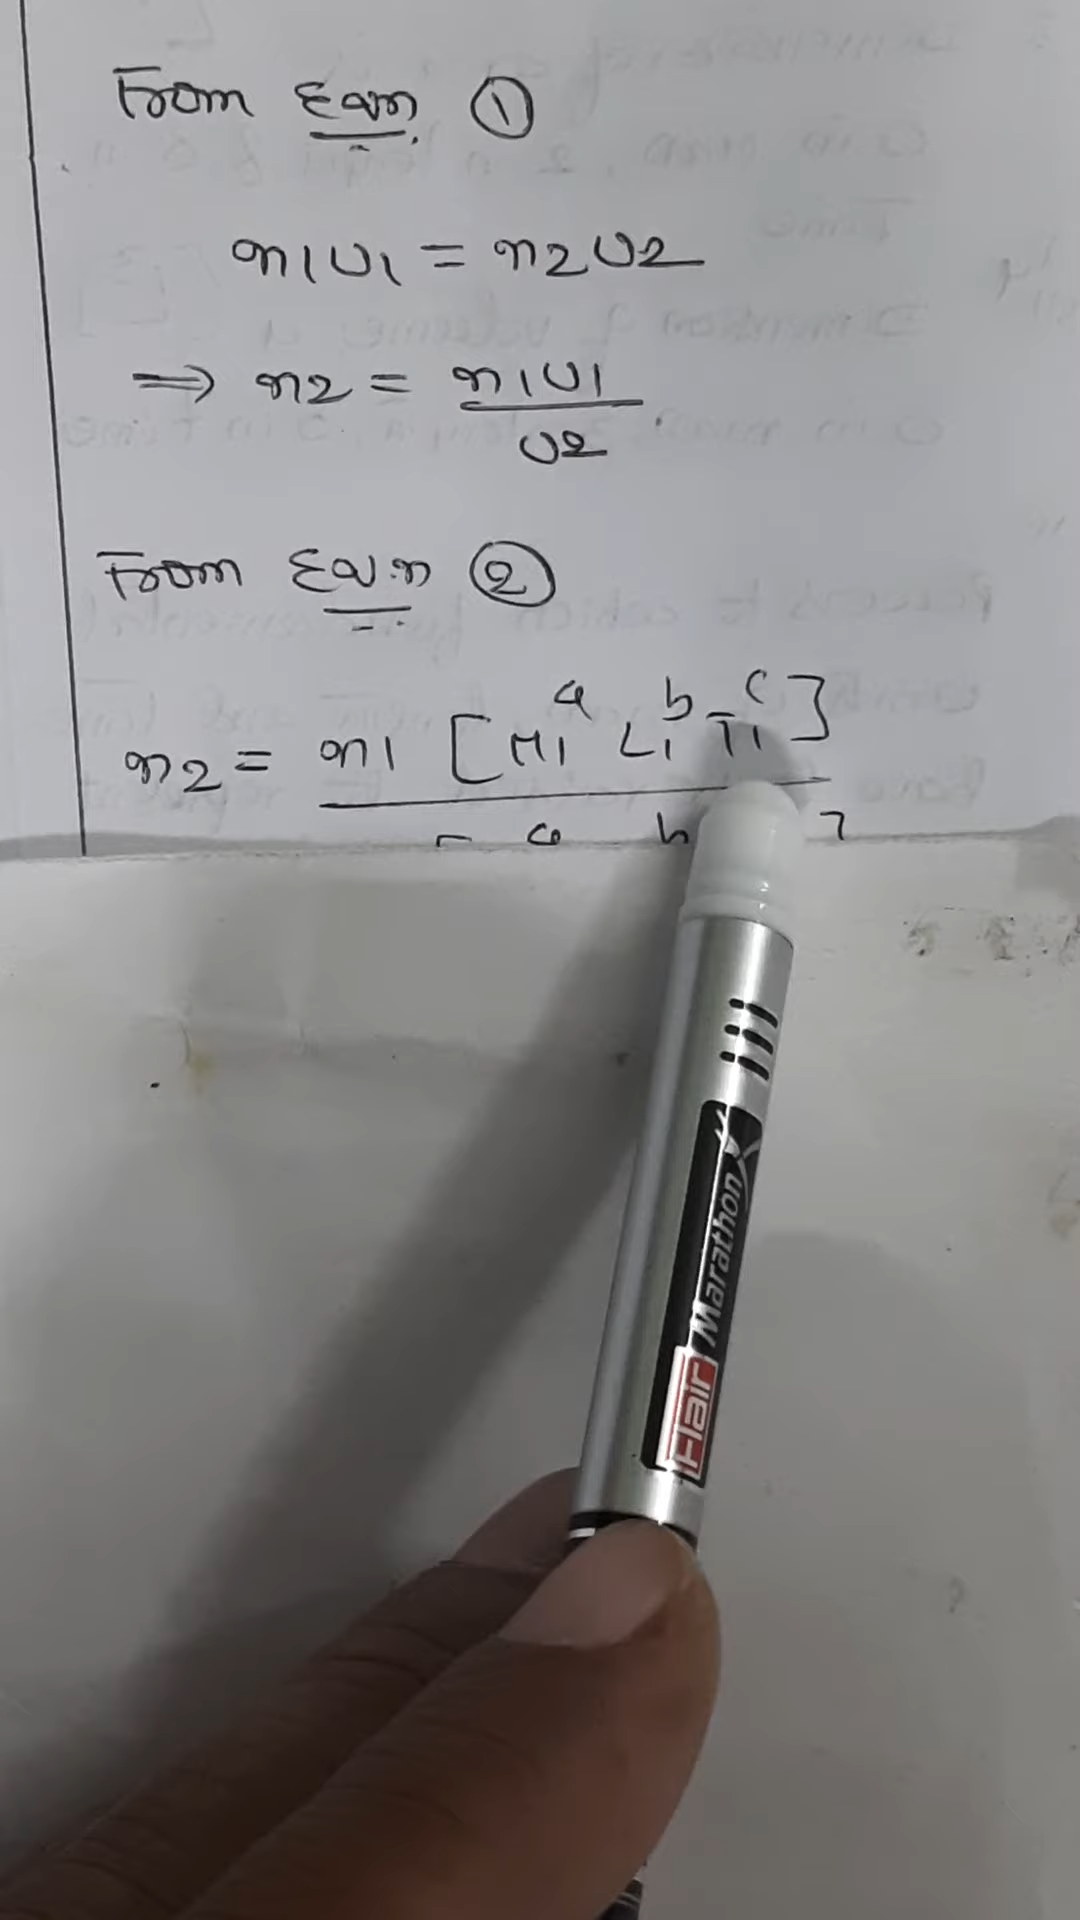 From Eqn ①
n1U1 = n2U2
⇒ n2 = n1U1
U2
From Eqn ②
n2 = n1 [M1^a L1^b T1^c]
a b
Flair Marathon